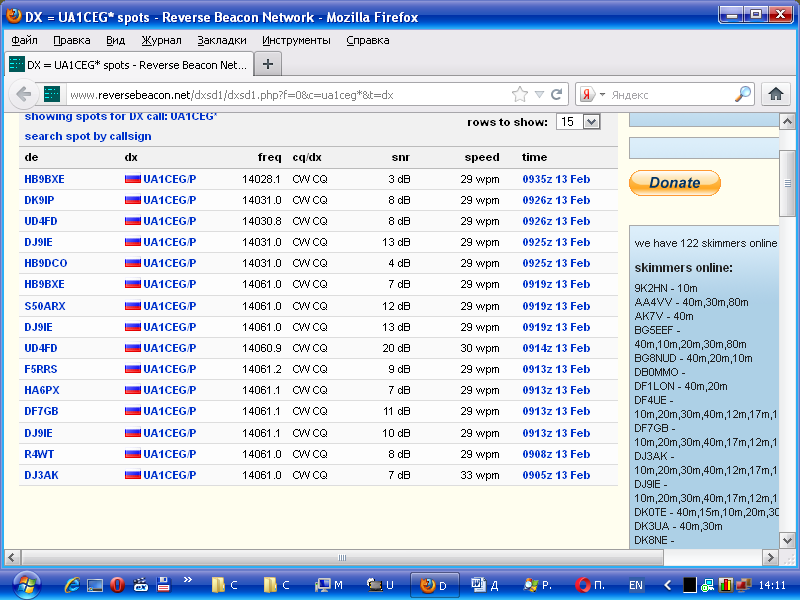 DX = UA1CEG* spots - Reverse Beacon Network - Mozilla Firefox
Файл Правка Вид Журнал Закладки Инструменты Справка
DX = UA1CEG* spots - Reverse Beacon Net...
www.reversebeacon.net/dxsd1/dxsd1.php?f=0&c=ua1ceg*&t=dx
Яндекс
showing spots for DX call: UA1CEG*
rows to show: 15
search spot by callsign
de dx freq cq/dx snr speed time
HB9BXE UA1CEG/P 14028.1 CW CQ 3 dB 29 wpm 0935z 13 Feb
DK9IP UA1CEG/P 14031.0 CW CQ 8 dB 29 wpm 0926z 13 Feb
UD4FD UA1CEG/P 14030.8 CW CQ 8 dB 29 wpm 0926z 13 Feb
DJ9IE UA1CEG/P 14031.0 CW CQ 13 dB 29 wpm 0925z 13 Feb
HB9DCO UA1CEG/P 14031.0 CW CQ 4 dB 29 wpm 0925z 13 Feb
HB9BXE UA1CEG/P 14061.0 CW CQ 7 dB 29 wpm 0919z 13 Feb
S50ARX UA1CEG/P 14061.0 CW CQ 12 dB 29 wpm 0919z 13 Feb
DJ9IE UA1CEG/P 14061.0 CW CQ 13 dB 29 wpm 0919z 13 Feb
UD4FD UA1CEG/P 14060.9 CW CQ 20 dB 30 wpm 0914z 13 Feb
F5RRS UA1CEG/P 14061.2 CW CQ 9 dB 29 wpm 0913z 13 Feb
HA6PX UA1CEG/P 14061.1 CW CQ 7 dB 29 wpm 0913z 13 Feb
DF7GB UA1CEG/P 14061.1 CW CQ 11 dB 29 wpm 0913z 13 Feb
DJ9IE UA1CEG/P 14061.1 CW CQ 10 dB 29 wpm 0913z 13 Feb
R4WT UA1CEG/P 14061.0 CW CQ 8 dB 29 wpm 0908z 13 Feb
DJ3AK UA1CEG/P 14061.0 CW CQ 7 dB 33 wpm 0905z 13 Feb
Donate
we have 122 skimmers online
skimmers online:
9K2HN - 10m
AA4VV - 40m,30m,80m
AK7V - 40m
BG5EEF -
40m,10m,20m,30m,80m
BG8NUD - 40m,20m,10m
DB0MMO -
DF1LON - 40m,20m
DF4UE -
10m,20m,30m,40m,12m,17m,1
DF7GB -
10m,20m,30m,40m,17m,12m,1
DJ3AK -
10m,20m,30m,40m,12m,17m,1
DJ9IE -
10m,20m,30m,40m,17m,12m,1
DK0TE - 40m,15m,10m,20m,30
DK3UA - 40m,30m
DK8NE -
» С С M U D Д Р. П. EN 14:11